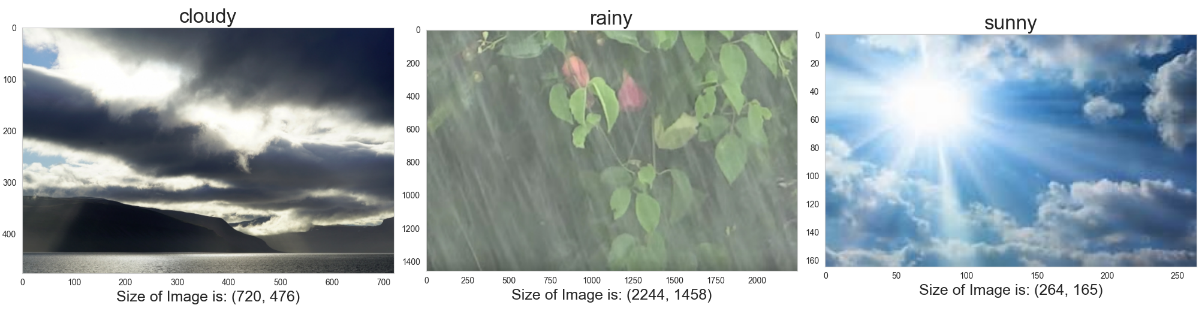 cloudy
0
100
200
300
400
0 100 200 300 400 500 600 700
Size of Image is: (720, 476)
rainy
0
200
400
600
800
1000
1200
1400
0 250 500 750 1000 1250 1500 1750 2000
Size of Image is: (2244, 1458)
sunny
0
20
40
60
80
100
120
140
160
0 50 100 150 200 250
Size of Image is: (264, 165)